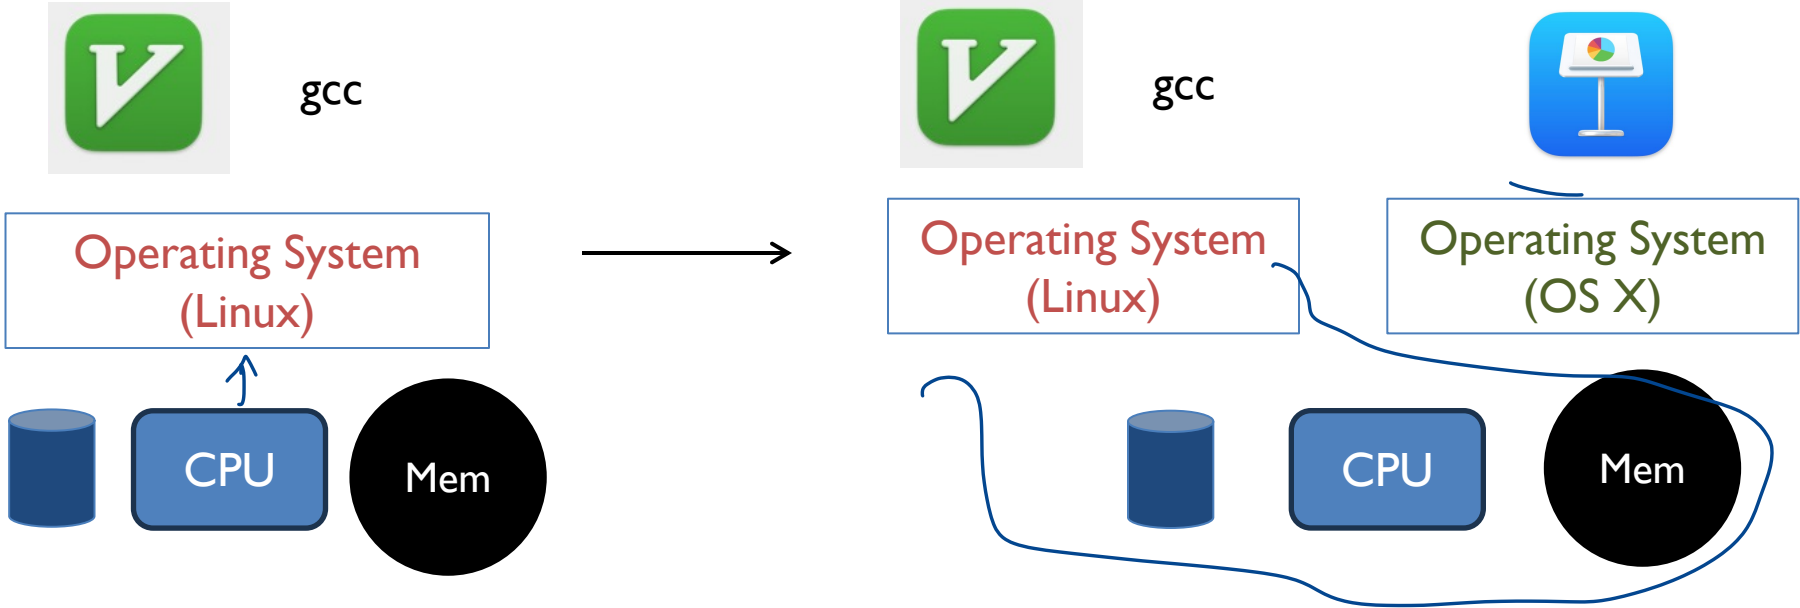 gcc
Operating System
(Linux)
CPU
Mem
gcc
Operating System
(Linux)
Operating System
(OS X)
CPU
Mem